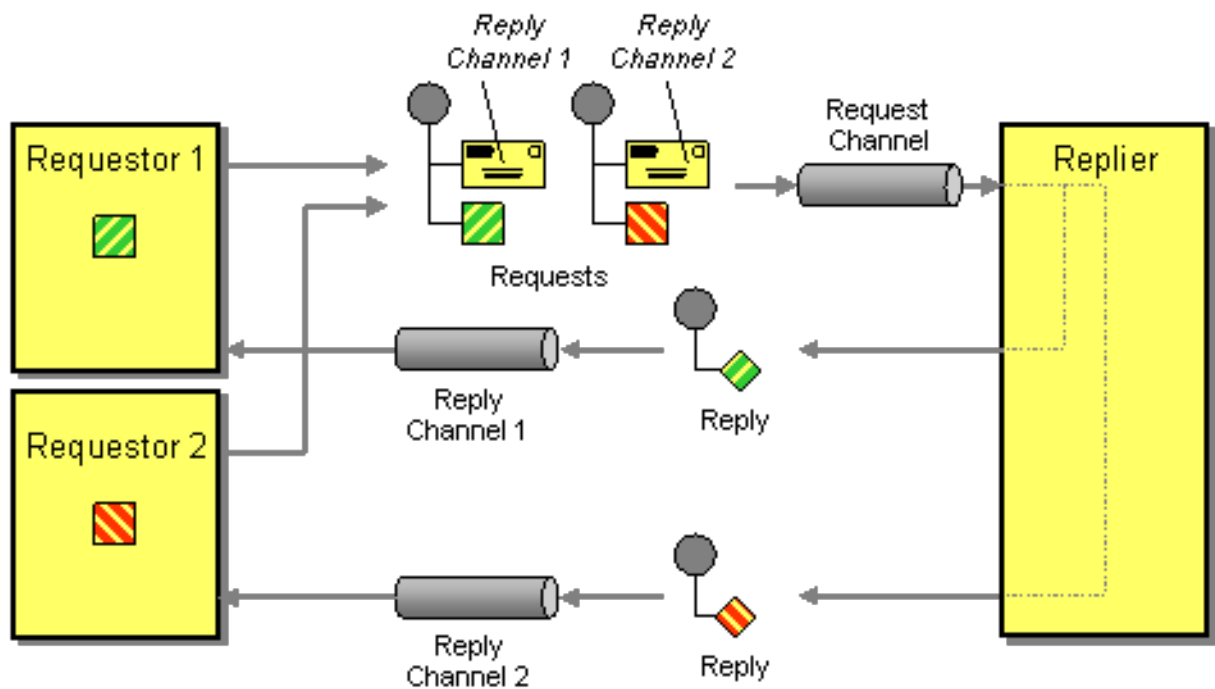 Reply
Channel 1
Reply
Channel 2
Request
Channel
Requestor 1
Replier
Requests
Reply
Channel 1
Reply
Requestor 2
Reply
Channel 2
Reply